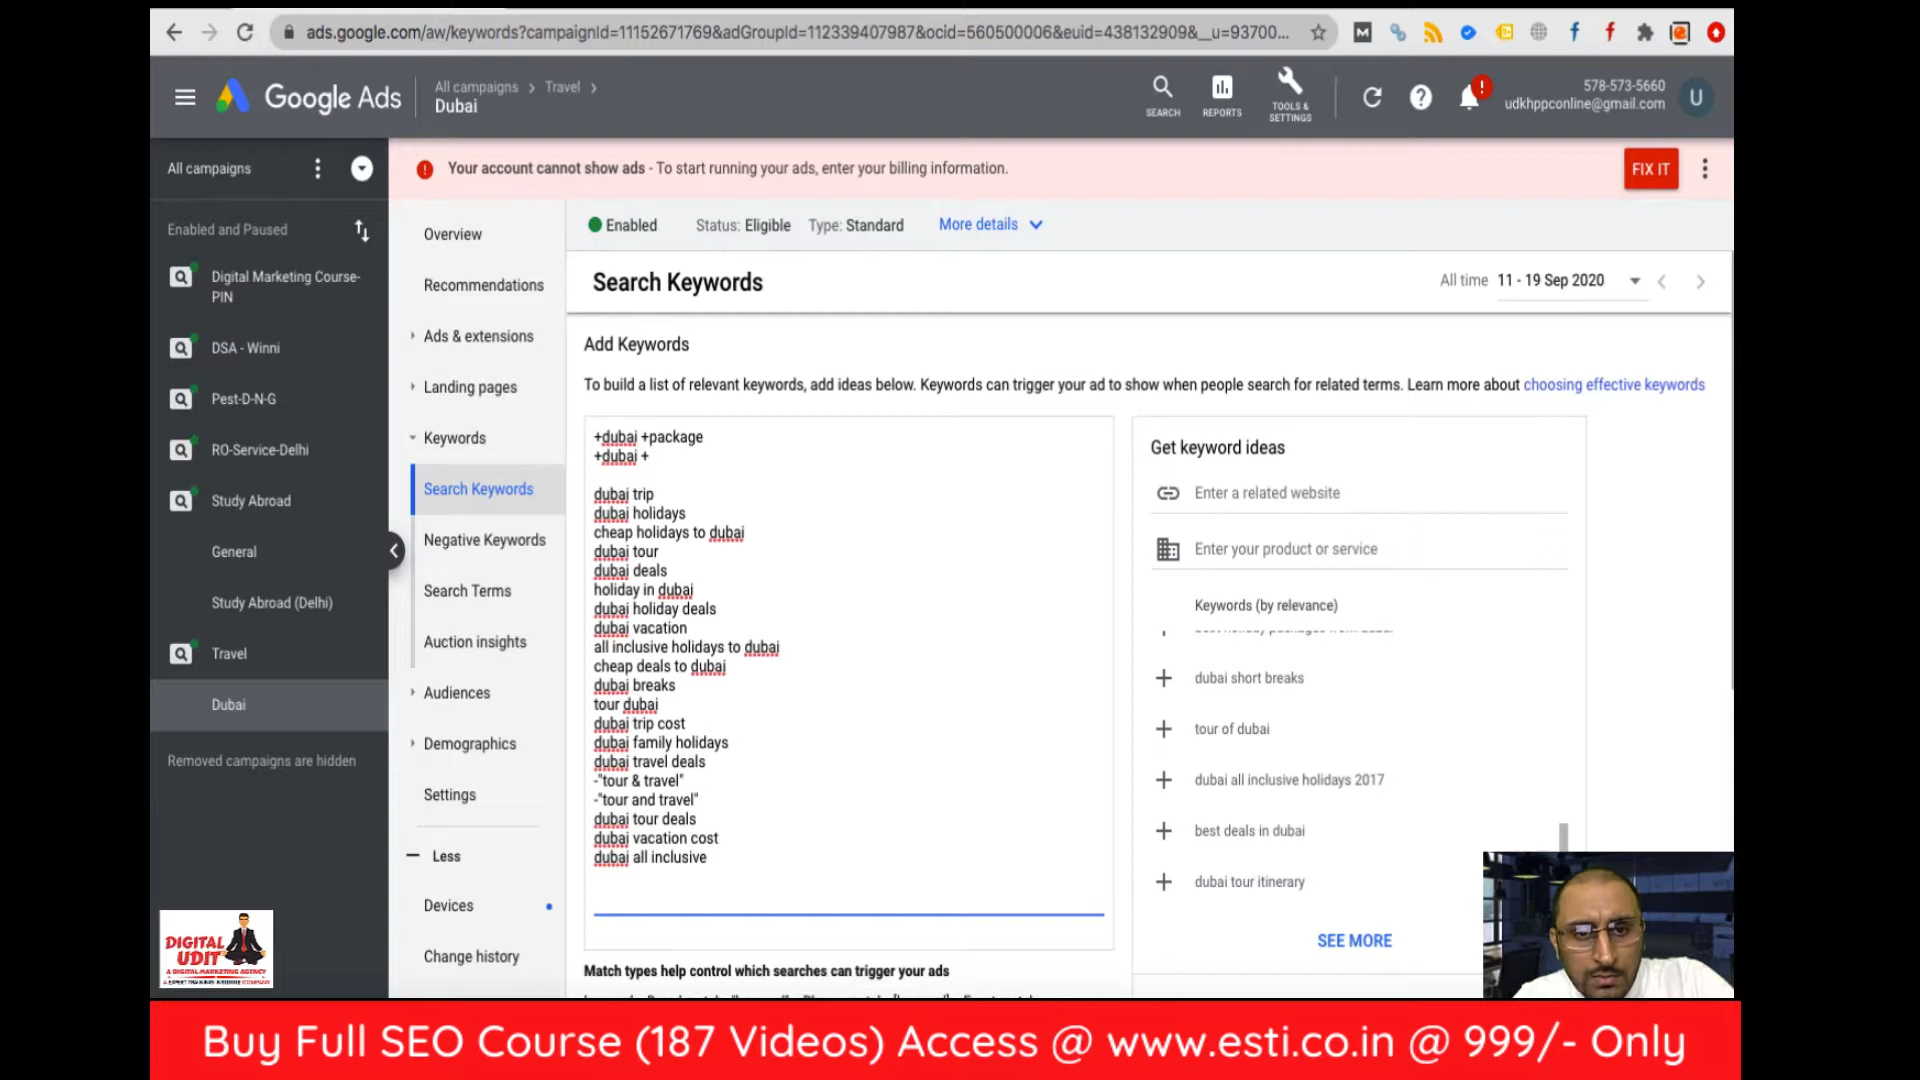 ads.google.com/aw/keywords?campaignId=11152671769&adGroupId=112339407987&ocid=560500006&euid=438132909&__u=93700...
Google Ads
All campaigns > Travel >
Dubai
SEARCH
REPORTS
TOOLS &
SETTINGS
578-573-5660
udkhppconline@gmail.com
U
All campaigns
Your account cannot show ads - To start running your ads, enter your billing information.
FIX IT
Enabled and Paused
Digital Marketing Course-
PIN
DSA - Winni
Pest-D-N-G
RO-Service-Delhi
Study Abroad
General
Study Abroad (Delhi)
Travel
Dubai
Removed campaigns are hidden
Overview
Recommendations
Ads & extensions
Landing pages
Keywords
Search Keywords
Negative Keywords
Search Terms
Auction insights
Audiences
Demographics
Settings
Less
Devices
Change history
Enabled Status: Eligible Type: Standard More details
Search Keywords
All time 11 - 19 Sep 2020
Add Keywords
To build a list of relevant keywords, add ideas below. Keywords can trigger your ad to show when people search for related terms. Learn more about choosing effective keywords
+dubai +package
+dubai +
dubai trip
dubai holidays
cheap holidays to dubai
dubai tour
dubai deals
holiday in dubai
dubai holiday deals
dubai vacation
all inclusive holidays to dubai
cheap deals to dubai
dubai breaks
tour dubai
dubai trip cost
dubai family holidays
dubai travel deals
-"tour & travel"
-"tour and travel"
dubai tour deals
dubai vacation cost
dubai all inclusive
Get keyword ideas
Enter a related website
Enter your product or service
Keywords (by relevance)
dubai short breaks
tour of dubai
dubai all inclusive holidays 2017
best deals in dubai
dubai tour itinerary
SEE MORE
Match types help control which searches can trigger your ads
DIGITAL
UDIT
A DIGITAL MARKETING AGENCY
Buy Full SEO Course (187 Videos) Access @ www.esti.co.in @ 999/- Only